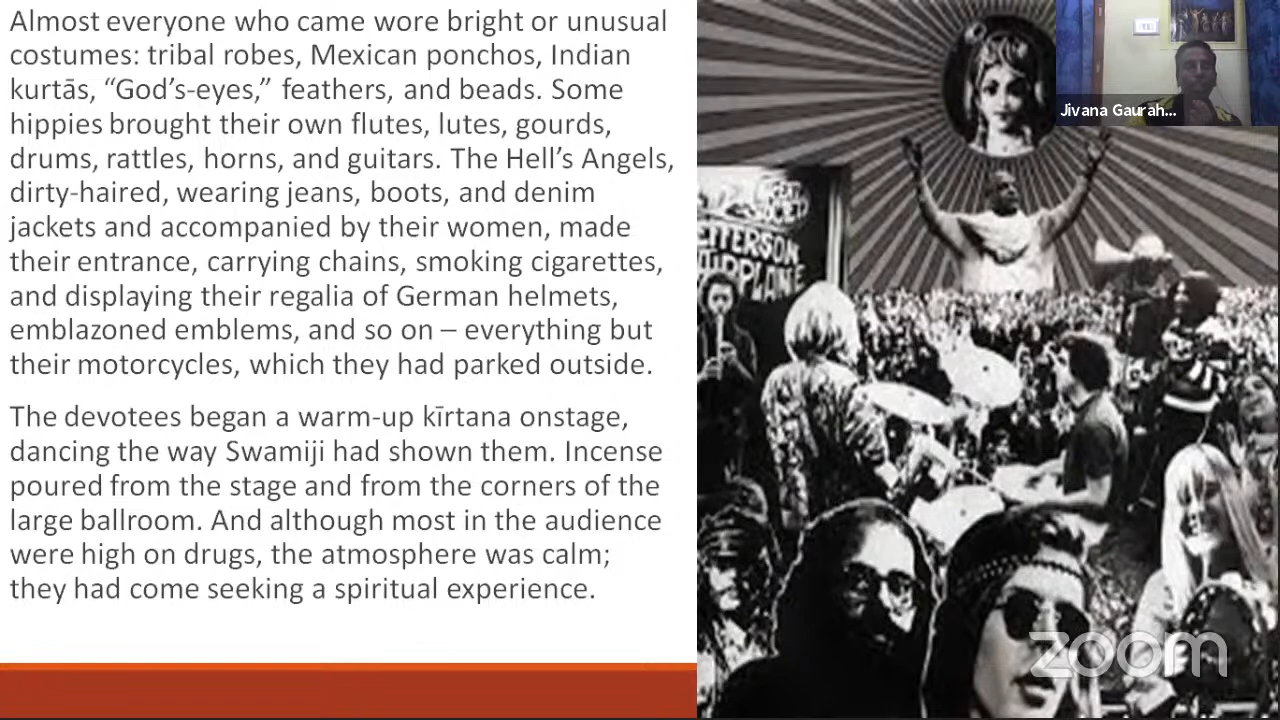 Almost everyone who came wore bright or unusual
costumes: tribal robes, Mexican ponchos, Indian
kurtās, “God’s-eyes,” feathers, and beads. Some
hippies brought their own flutes, lutes, gourds,
drums, rattles, horns, and guitars. The Hell’s Angels,
dirty-haired, wearing jeans, boots, and denim
jackets and accompanied by their women, made
their entrance, carrying chains, smoking cigarettes,
and displaying their regalia of German helmets,
emblazoned emblems, and so on – everything but
their motorcycles, which they had parked outside.
The devotees began a warm-up kīrtana onstage,
dancing the way Swamiji had shown them. Incense
poured from the stage and from the corners of the
large ballroom. And although most in the audience
were high on drugs, the atmosphere was calm;
they had come seeking a spiritual experience.
Jivana Gaurah...
SOCIETY
JEFFERSON
AIRPLANE
zoom